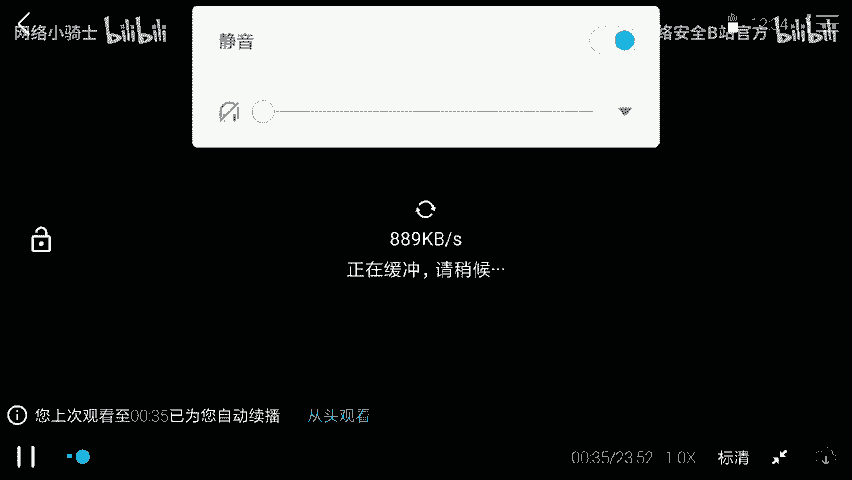 网络小骑士 bilibili
静音
络安全B站官方 bilibili
12:34
889KB/s
正在缓冲，请稍候…
您上次观看至00:35已为您自动续播 从头观看
00:35/23:52 1.0X 标清